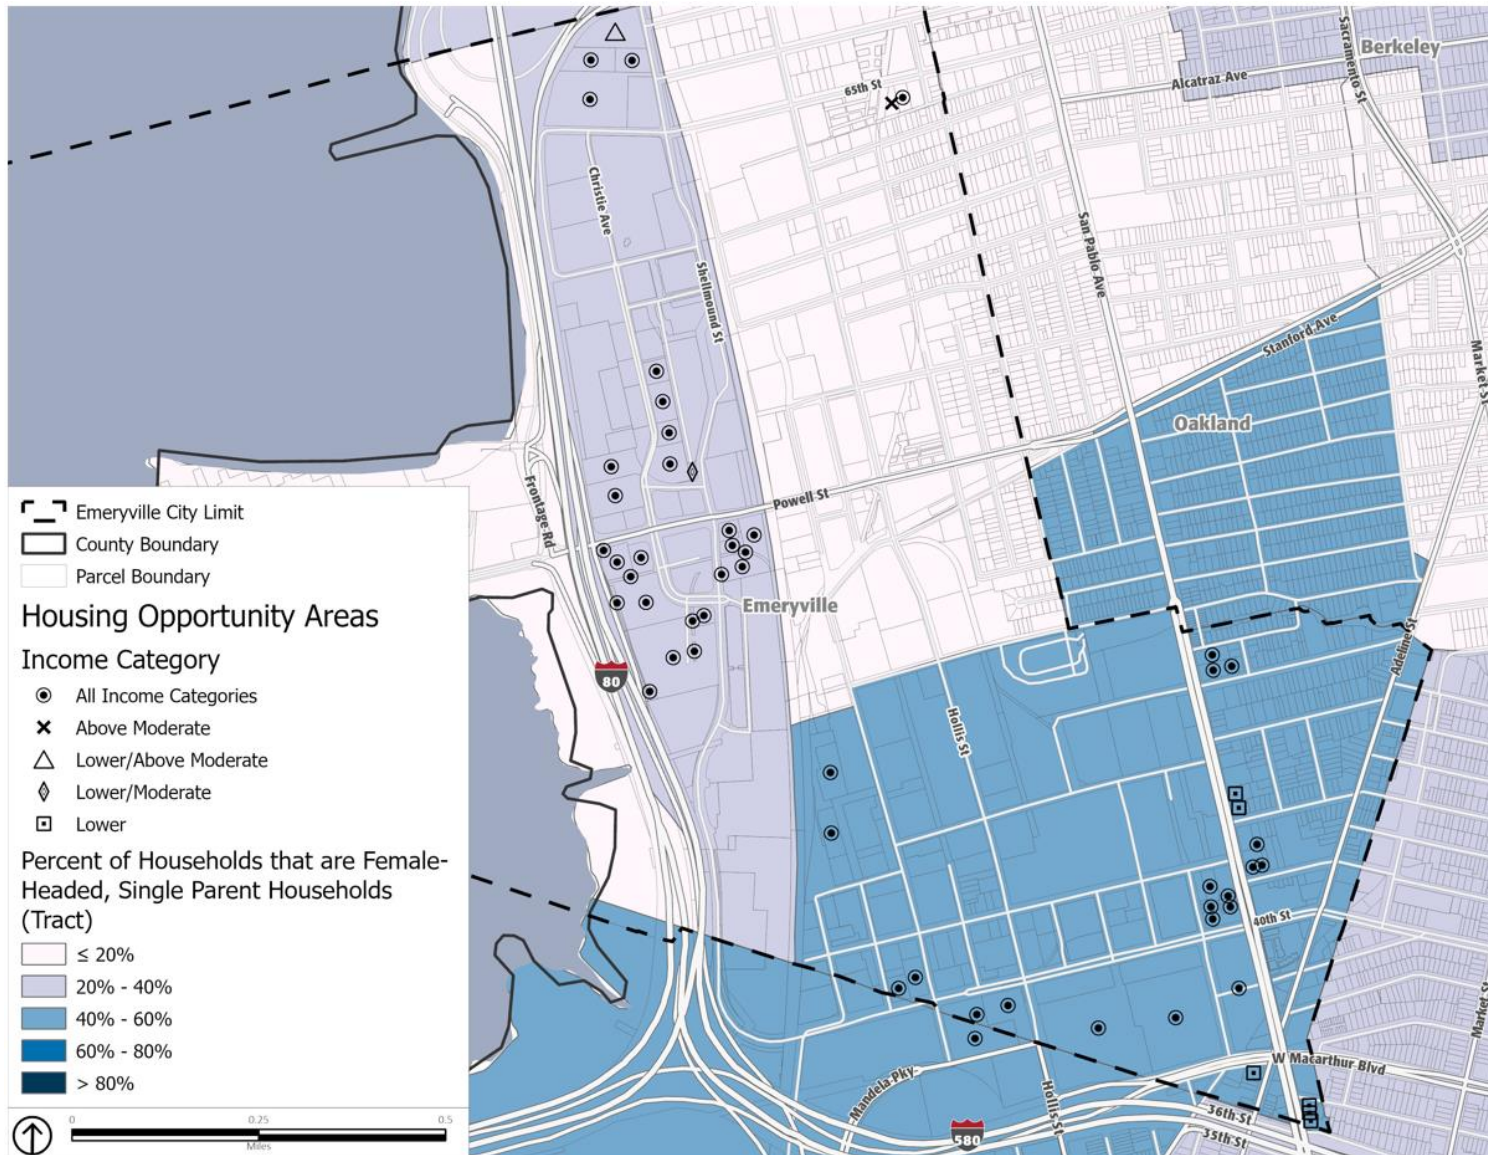 Berkeley
Sacramento St
Alcatraz Ave
65th St
Christie Ave
San Pablo Ave
Shellmound St
Stanford Ave
Market St
Oakland
Powell St
Frontage Rd
Emeryville
Adeline St
80
Hollis St
40th St
Market St
W Macarthur Blvd
Mandela Pky
Hollis St
36th St
35th St
580
Emeryville City Limit
County Boundary
Parcel Boundary
Housing Opportunity Areas
Income Category
All Income Categories
Above Moderate
Lower/Above Moderate
Lower/Moderate
Lower
Percent of Households that are Female-
Headed, Single Parent Households
(Tract)
≤ 20%
20% - 40%
40% - 60%
60% - 80%
> 80%
0 0.25 0.5
Miles